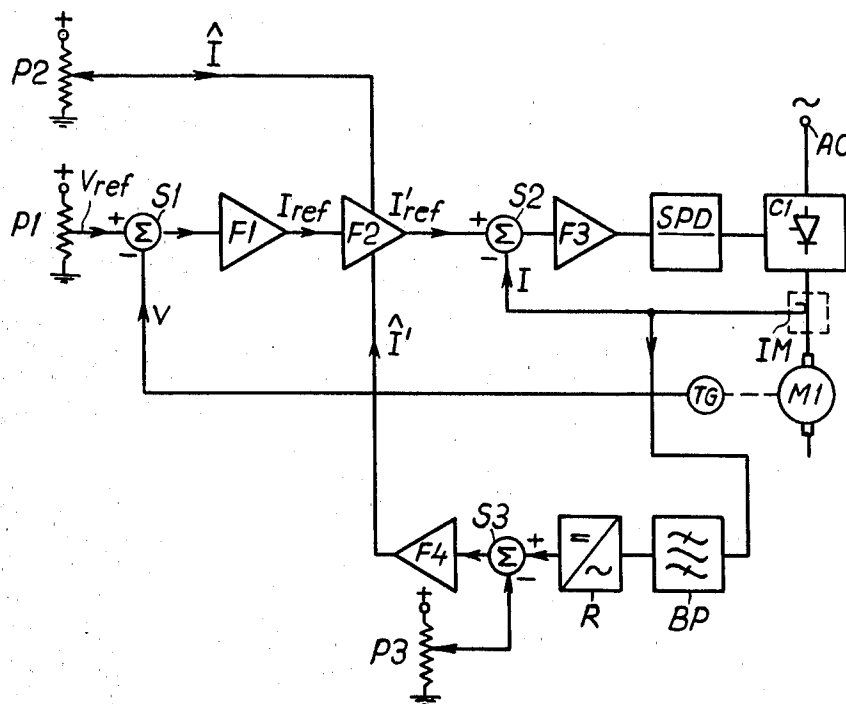 +
P2
Î
~
AC
+
P1
Vref
+
Σ
S1
−
F1
Iref
F2
I'ref
+
Σ
S2
−
F3
SPD
C1
I
IM
V
Î'
TG
M1
F4
S3
Σ
+
−
=
~
R
BP
+
P3